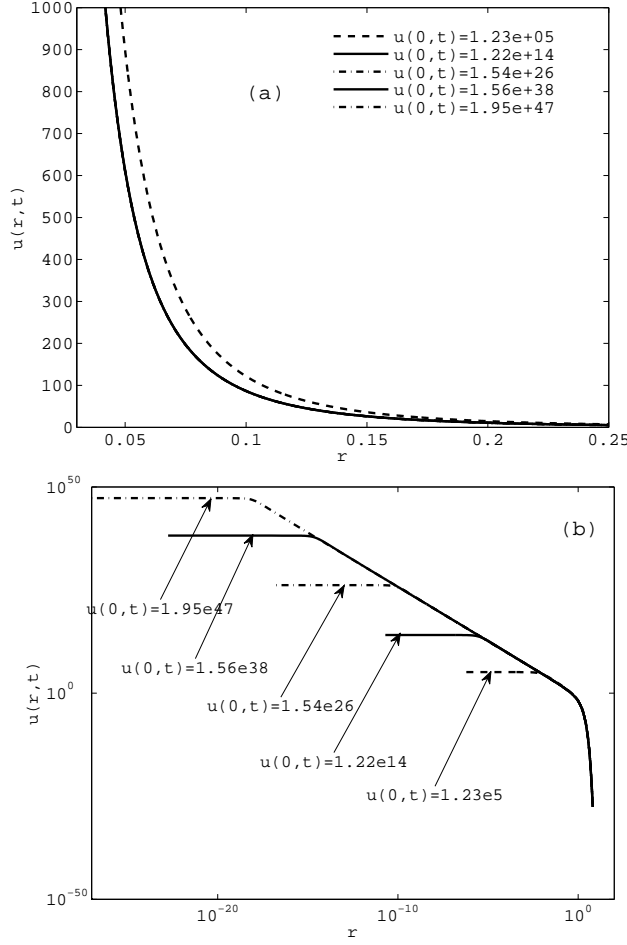 1000
900
800
700
600
500
400
300
200
100
0
u(r,t)
0.05 0.1 0.15 0.2 0.25
r
(a)
u(0,t)=1.23e+05
u(0,t)=1.22e+14
u(0,t)=1.54e+26
u(0,t)=1.56e+38
u(0,t)=1.95e+47
10^50
10^0
10^-50
u(r,t)
(b)
u(0,t)=1.95e47
u(0,t)=1.56e38
u(0,t)=1.54e26
u(0,t)=1.22e14
u(0,t)=1.23e5
10^-20 10^-10 10^0
r